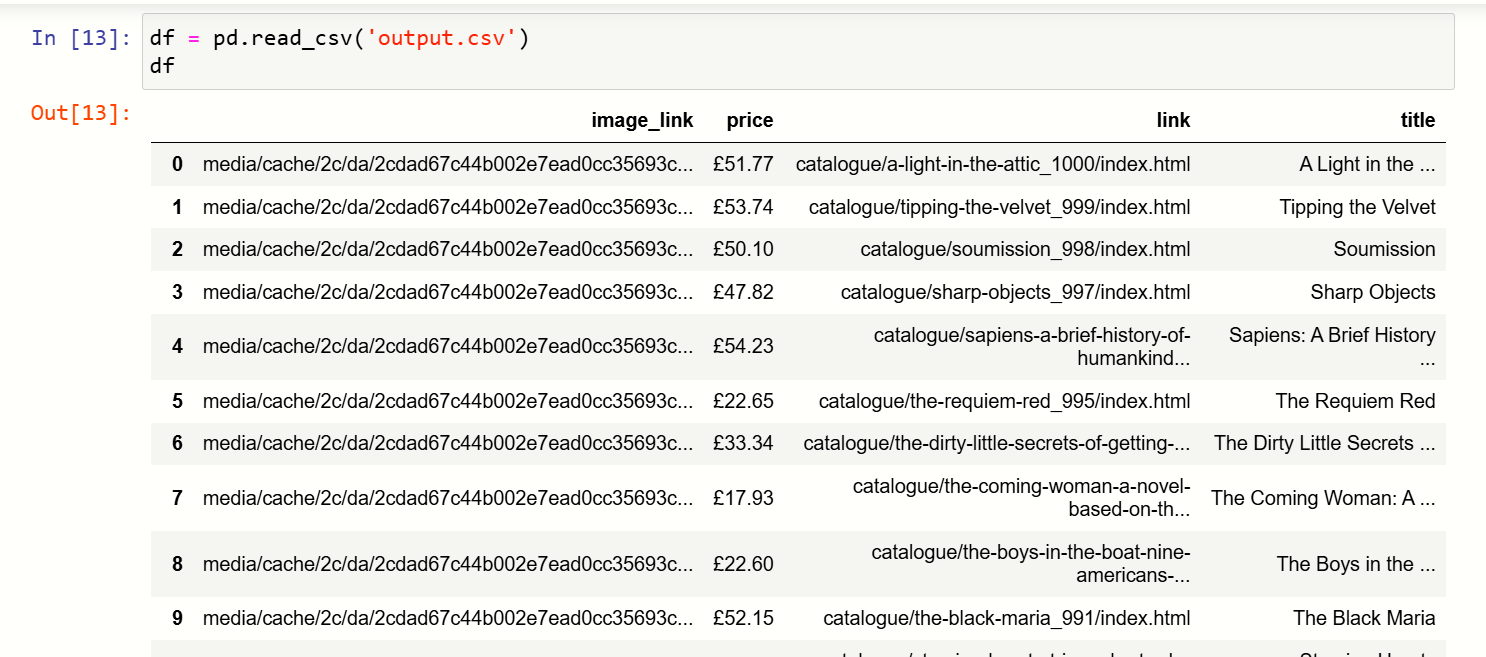 In [13]: df = pd.read_csv('output.csv')
df
Out[13]:
image_link price link title
0 media/cache/2c/da/2cdad67c44b002e7ead0cc35693c... £51.77 catalogue/a-light-in-the-attic_1000/index.html A Light in the ...
1 media/cache/2c/da/2cdad67c44b002e7ead0cc35693c... £53.74 catalogue/tipping-the-velvet_999/index.html Tipping the Velvet
2 media/cache/2c/da/2cdad67c44b002e7ead0cc35693c... £50.10 catalogue/soumission_998/index.html Soumission
3 media/cache/2c/da/2cdad67c44b002e7ead0cc35693c... £47.82 catalogue/sharp-objects_997/index.html Sharp Objects
4 media/cache/2c/da/2cdad67c44b002e7ead0cc35693c... £54.23 catalogue/sapiens-a-brief-history-of- Sapiens: A Brief History
humankind... ...
5 media/cache/2c/da/2cdad67c44b002e7ead0cc35693c... £22.65 catalogue/the-requiem-red_995/index.html The Requiem Red
6 media/cache/2c/da/2cdad67c44b002e7ead0cc35693c... £33.34 catalogue/the-dirty-little-secrets-of-getting-... The Dirty Little Secrets ...
7 media/cache/2c/da/2cdad67c44b002e7ead0cc35693c... £17.93 catalogue/the-coming-woman-a-novel- The Coming Woman: A ...
based-on-th...
8 media/cache/2c/da/2cdad67c44b002e7ead0cc35693c... £22.60 catalogue/the-boys-in-the-boat-nine- The Boys in the ...
americans-...
9 media/cache/2c/da/2cdad67c44b002e7ead0cc35693c... £52.15 catalogue/the-black-maria_991/index.html The Black Maria